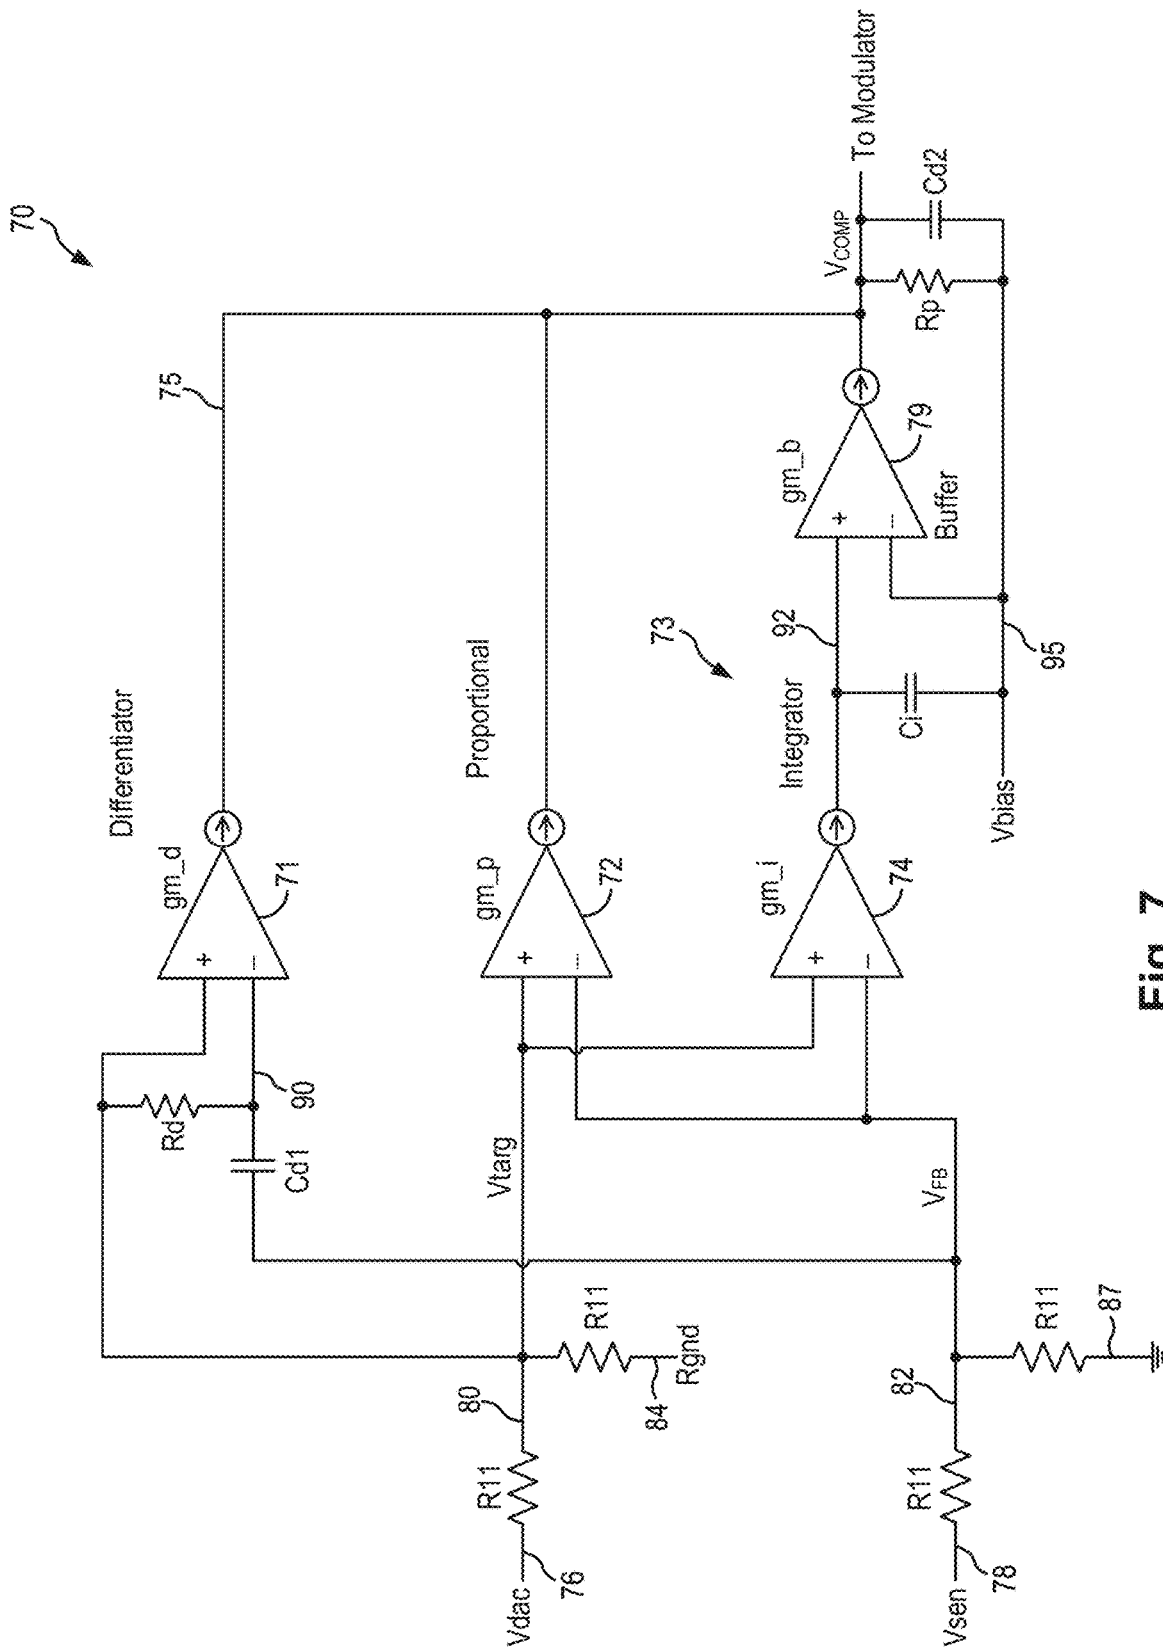 70
75
Differentiator
gm_d
71
+
–
90
Rd
Cd1
Proportional
gm_p
72
+
–
Vtarg
73
Integrator
gm_i
74
+
–
92
Ci
gm_b
79
+
–
Buffer
VCOMP
To Modulator
Rp
Cd2
95
Vbias
VFB
80
R11
R11
84
Rgnd
Vdac
76
82
R11
R11
87
Vsen
78
Fig. 7